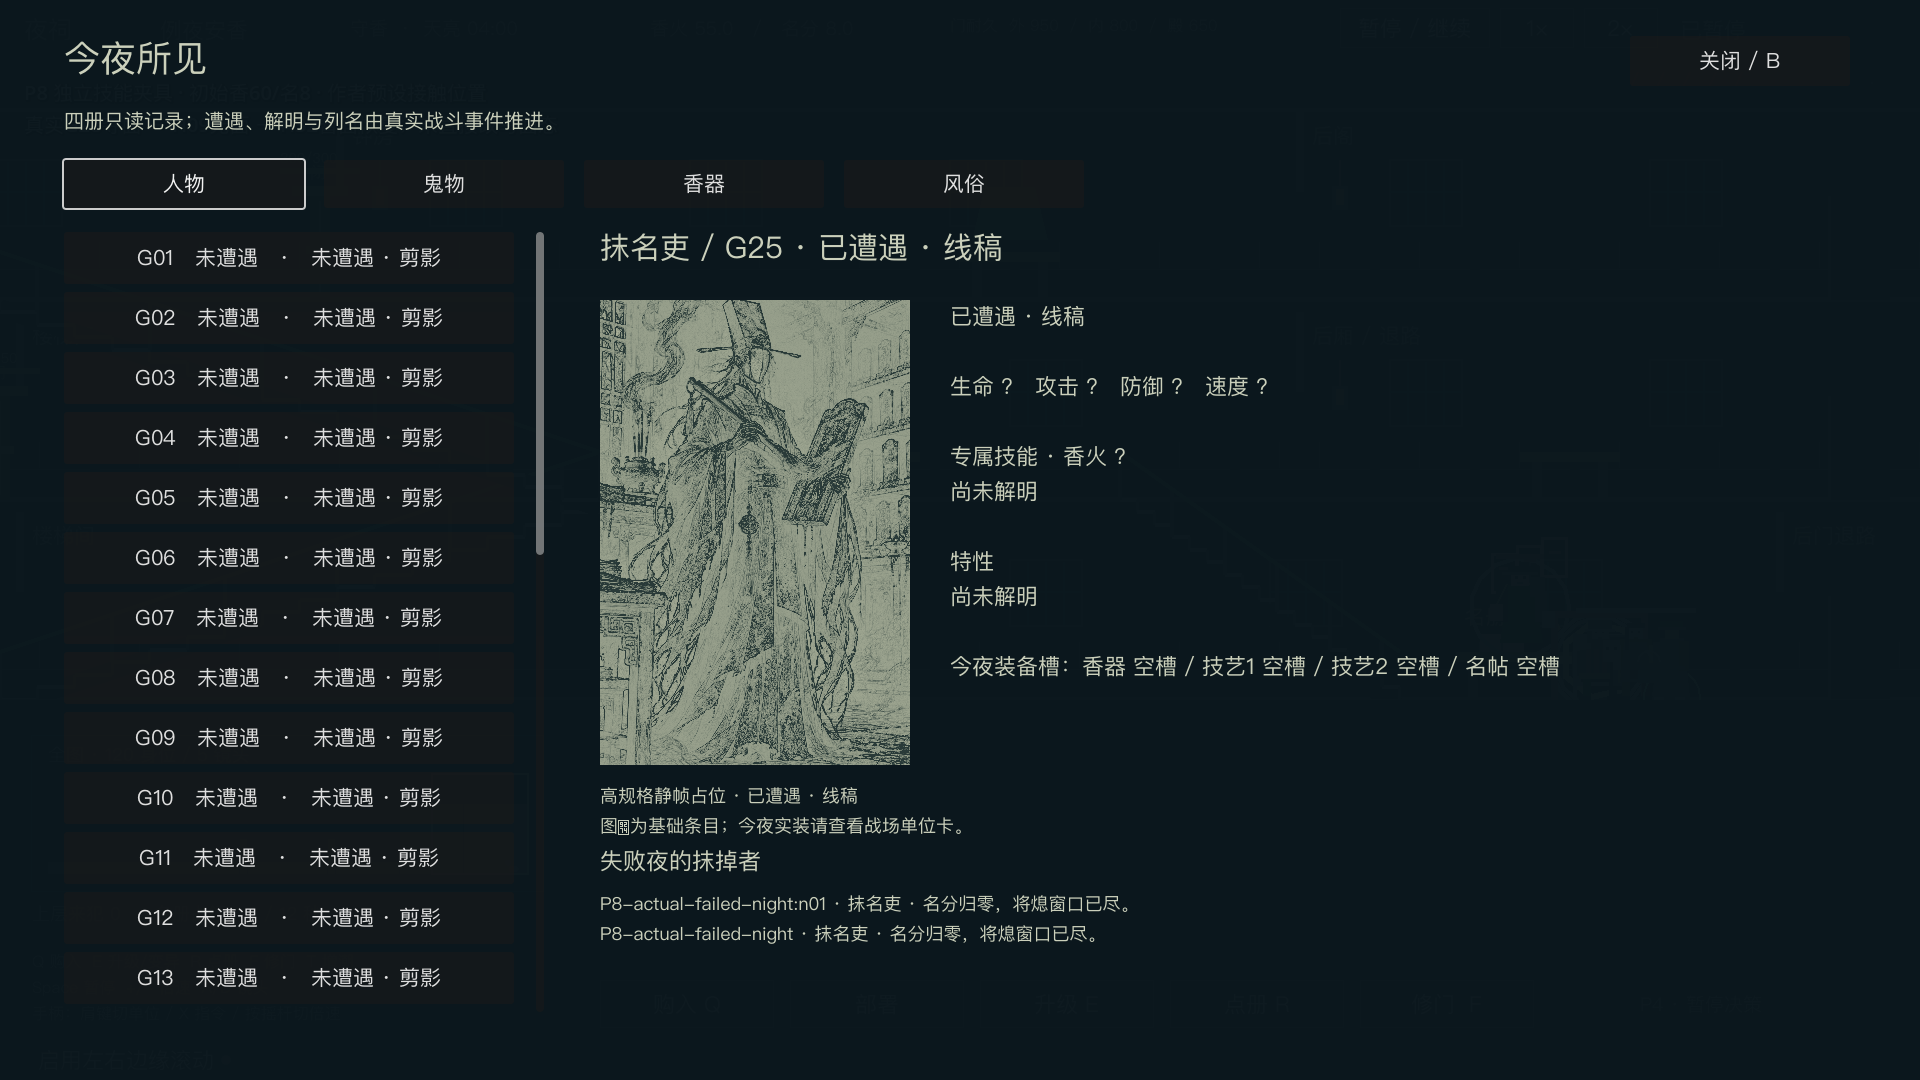 今夜所见
关闭 / B
四册只读记录；遭遇、解明与列名由真实战斗事件推进。
人物
鬼物
香器
风俗
G01 未遭遇 · 未遭遇 · 剪影
G02 未遭遇 · 未遭遇 · 剪影
G03 未遭遇 · 未遭遇 · 剪影
G04 未遭遇 · 未遭遇 · 剪影
G05 未遭遇 · 未遭遇 · 剪影
G06 未遭遇 · 未遭遇 · 剪影
G07 未遭遇 · 未遭遇 · 剪影
G08 未遭遇 · 未遭遇 · 剪影
G09 未遭遇 · 未遭遇 · 剪影
G10 未遭遇 · 未遭遇 · 剪影
G11 未遭遇 · 未遭遇 · 剪影
G12 未遭遇 · 未遭遇 · 剪影
G13 未遭遇 · 未遭遇 · 剪影
抹名吏 / G25 · 已遭遇 · 线稿
已遭遇 · 线稿
生命 ? 攻击 ? 防御 ? 速度 ?
专属技能 · 香火 ?
尚未解明
特性
尚未解明
今夜装备槽：香器 空槽 / 技艺1 空槽 / 技艺2 空槽 / 名帖 空槽
高规格静帧占位 · 已遭遇 · 线稿
图为基础条目；今夜实装请查看战场单位卡。
失败夜的抹掉者
P8-actual-failed-night:n01 · 抹名吏 · 名分归零，将熄窗口已尽。
P8-actual-failed-night · 抹名吏 · 名分归零，将熄窗口已尽。